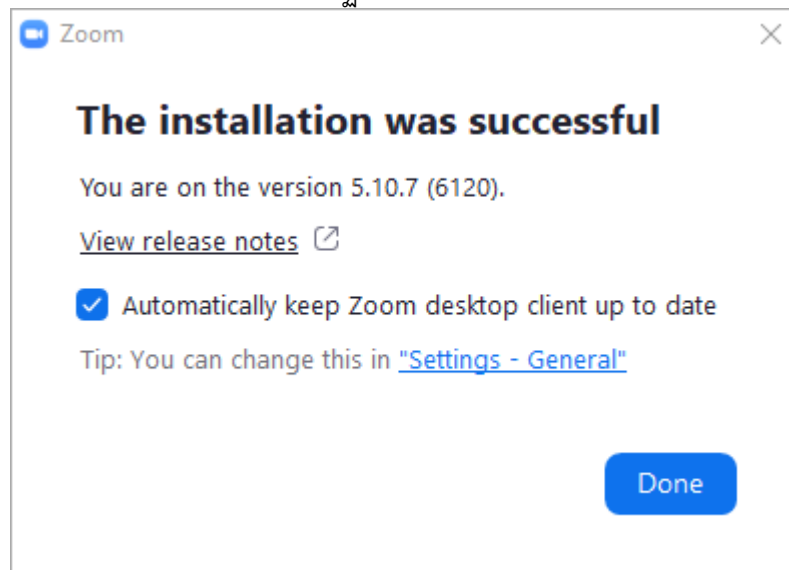 Zoom
The installation was successful
You are on the version 5.10.7 (6120).
View release notes
Automatically keep Zoom desktop client up to date
Tip: You can change this in "Settings - General"
Done